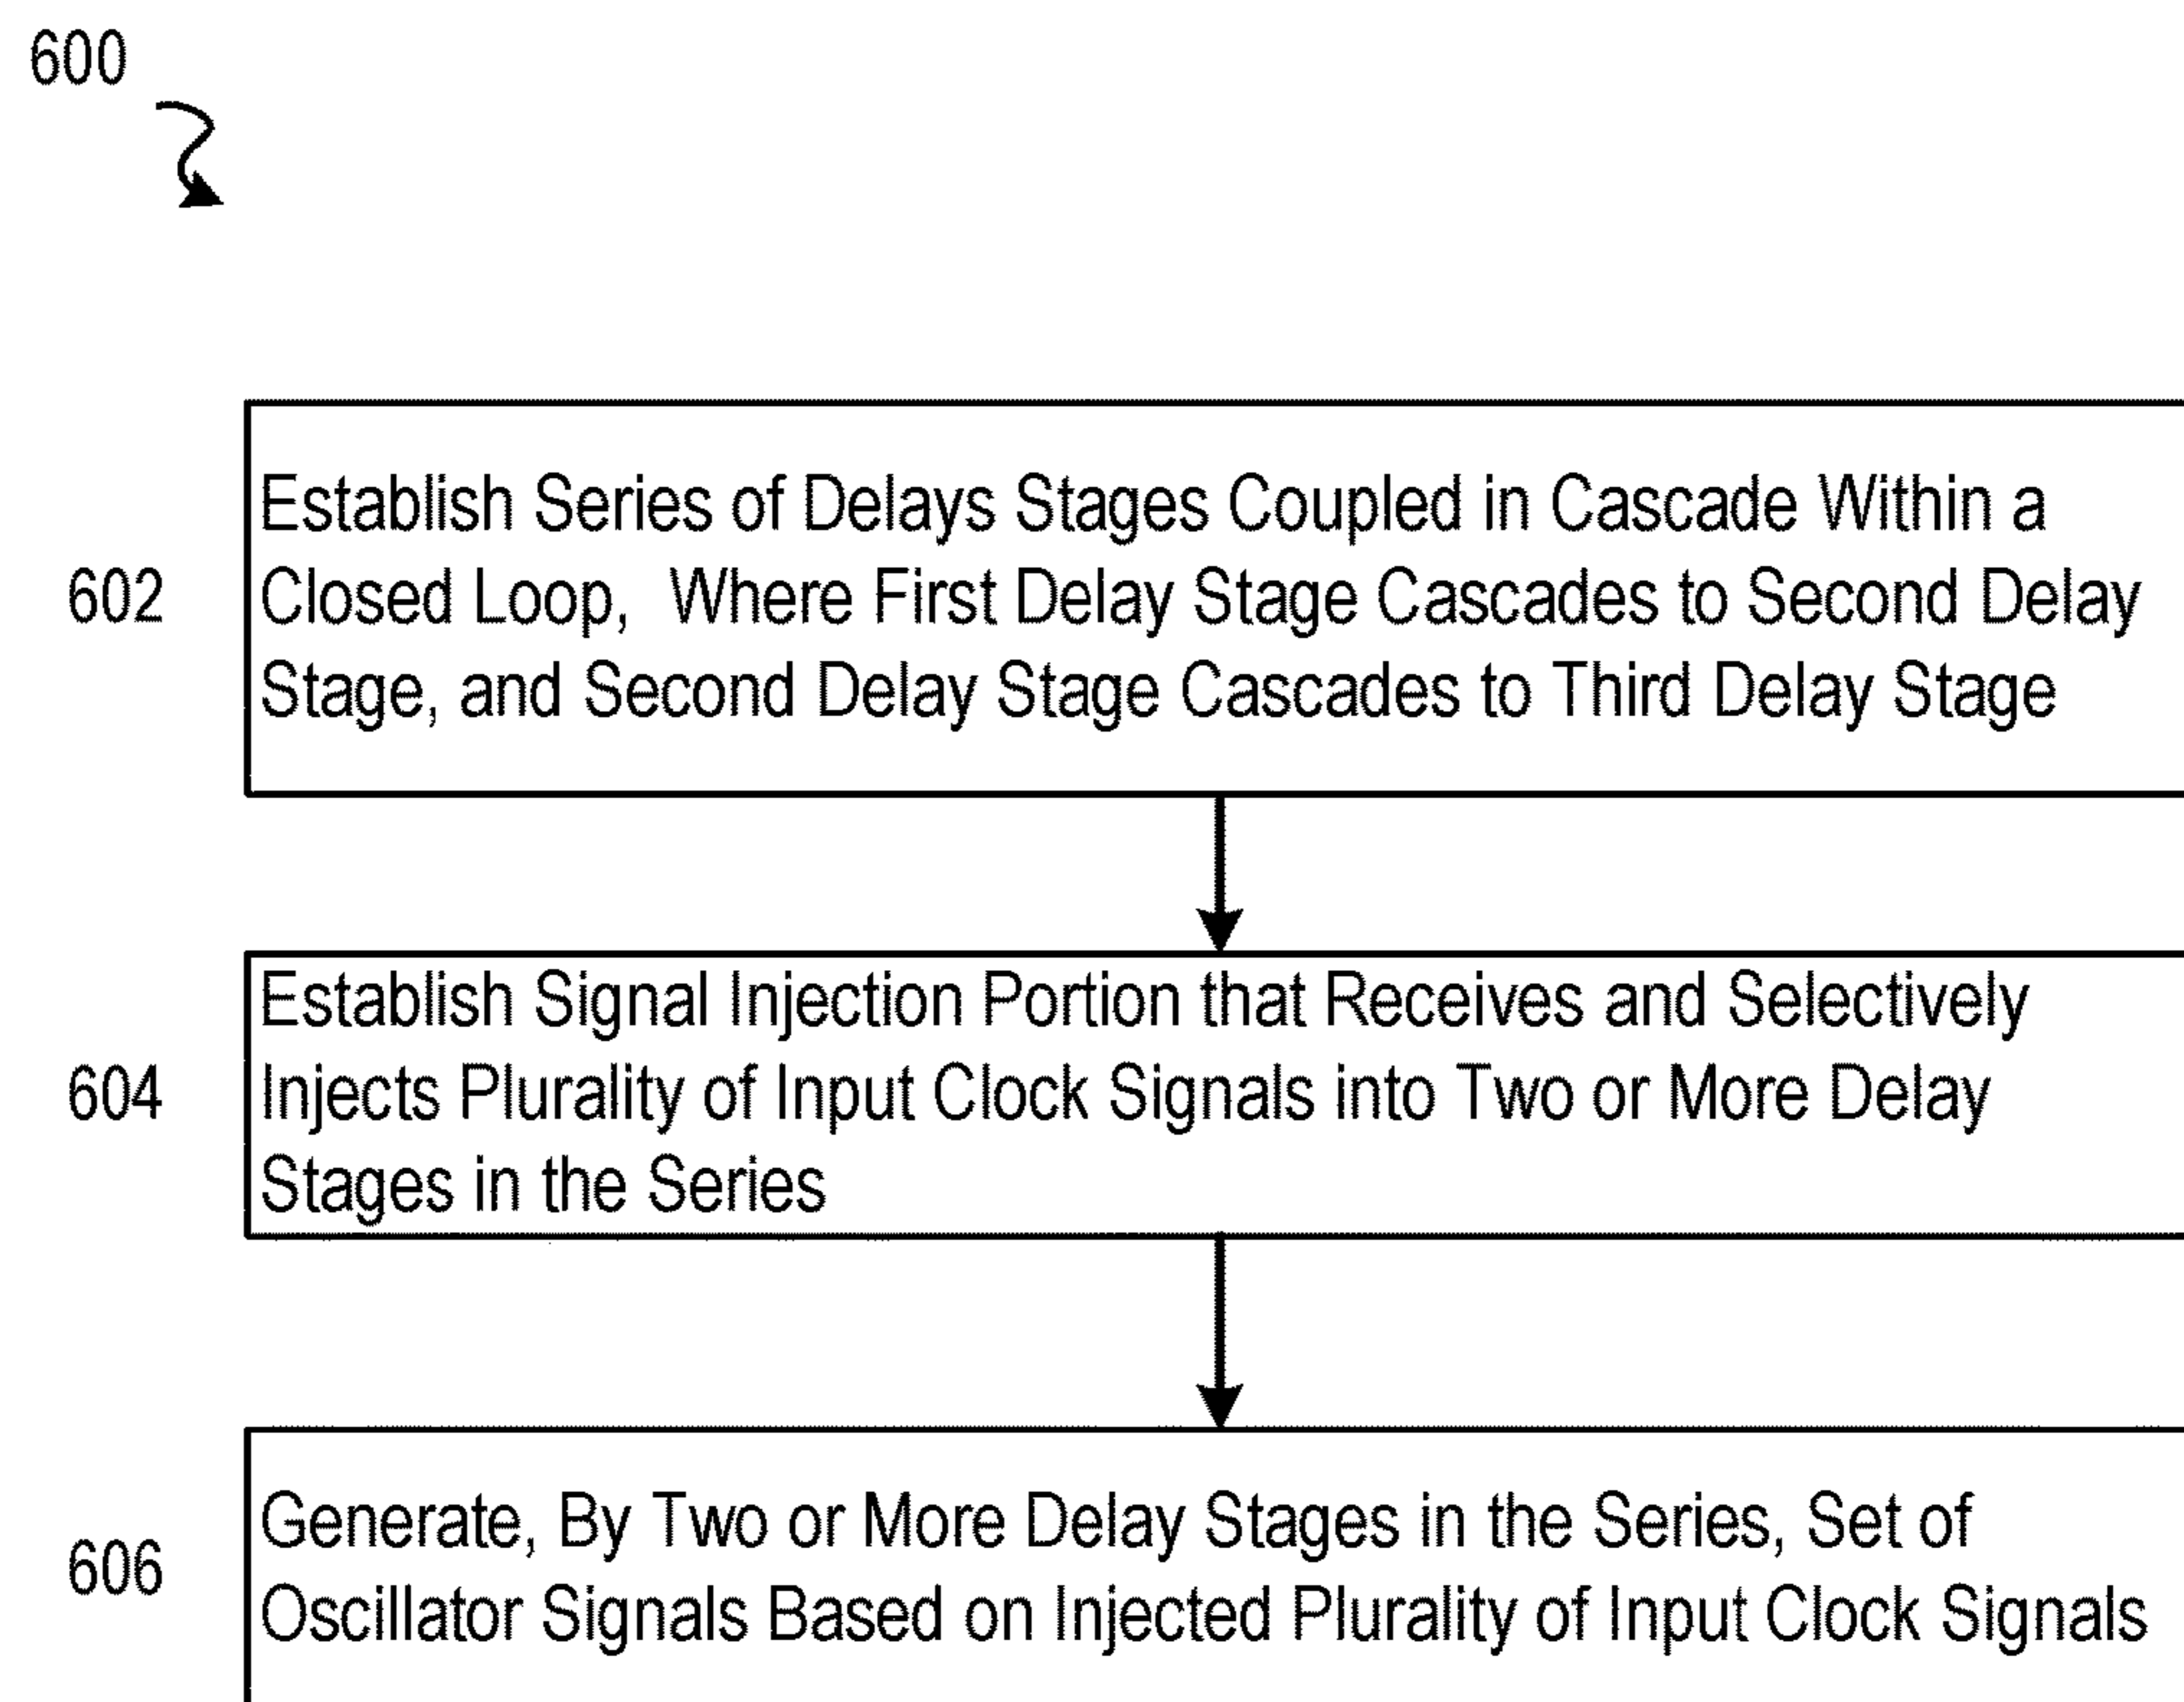 600
Establish Series of Delays Stages Coupled in Cascade Within a
602
Closed Loop, Where First Delay Stage Cascades to Second Delay
Stage, and Second Delay Stage Cascades to Third Delay Stage
Establish Signal Injection Portion that Receives and Selectively
604
Injects Plurality of Input Clock Signals into Two or More Delay
Stages in the Series
606
Generate, By Two or More Delay Stages in the Series, Set of
Oscillator Signals Based on Injected Plurality of Input Clock Signals